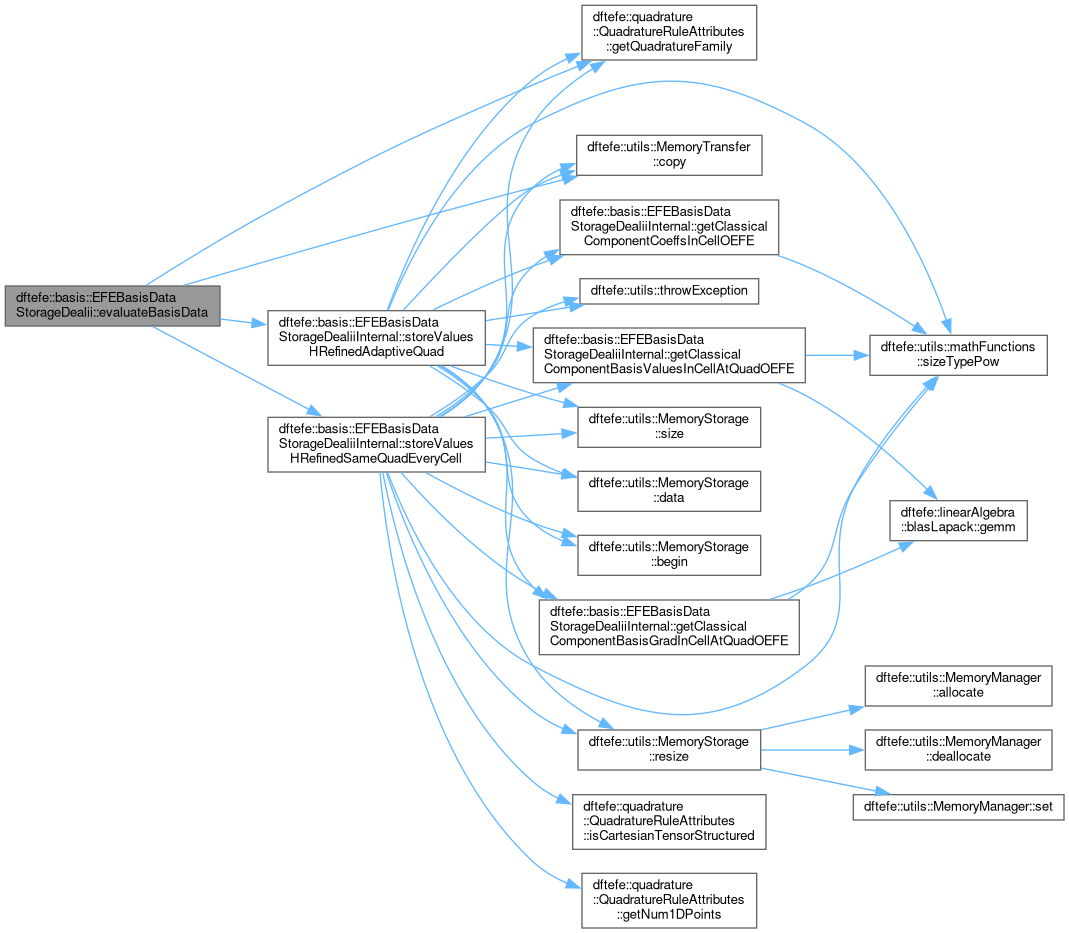 dftefe::basis::EFEBasisData
StorageDealii::evaluateBasisData
dftefe::basis::EFEBasisData
StorageDealiiInternal::storeValues
HRefinedAdaptiveQuad
dftefe::basis::EFEBasisData
StorageDealiiInternal::storeValues
HRefinedSameQuadEveryCell
dftefe::quadrature
::QuadratureRuleAttributes
::getQuadratureFamily
dftefe::utils::MemoryTransfer
::copy
dftefe::basis::EFEBasisData
StorageDealiiInternal::getClassical
ComponentCoeffsInCellOEFE
dftefe::utils::throwException
dftefe::basis::EFEBasisData
StorageDealiiInternal::getClassical
ComponentBasisValuesInCellAtQuadOEFE
dftefe::utils::MemoryStorage
::size
dftefe::utils::MemoryStorage
::data
dftefe::utils::MemoryStorage
::begin
dftefe::basis::EFEBasisData
StorageDealiiInternal::getClassical
ComponentBasisGradInCellAtQuadOEFE
dftefe::utils::MemoryStorage
::resize
dftefe::quadrature
::QuadratureRuleAttributes
::isCartesianTensorStructured
dftefe::quadrature
::QuadratureRuleAttributes
::getNum1DPoints
dftefe::utils::mathFunctions
::sizeTypePow
dftefe::linearAlgebra
::blasLapack::gemm
dftefe::utils::MemoryManager
::allocate
dftefe::utils::MemoryManager
::deallocate
dftefe::utils::MemoryManager::set